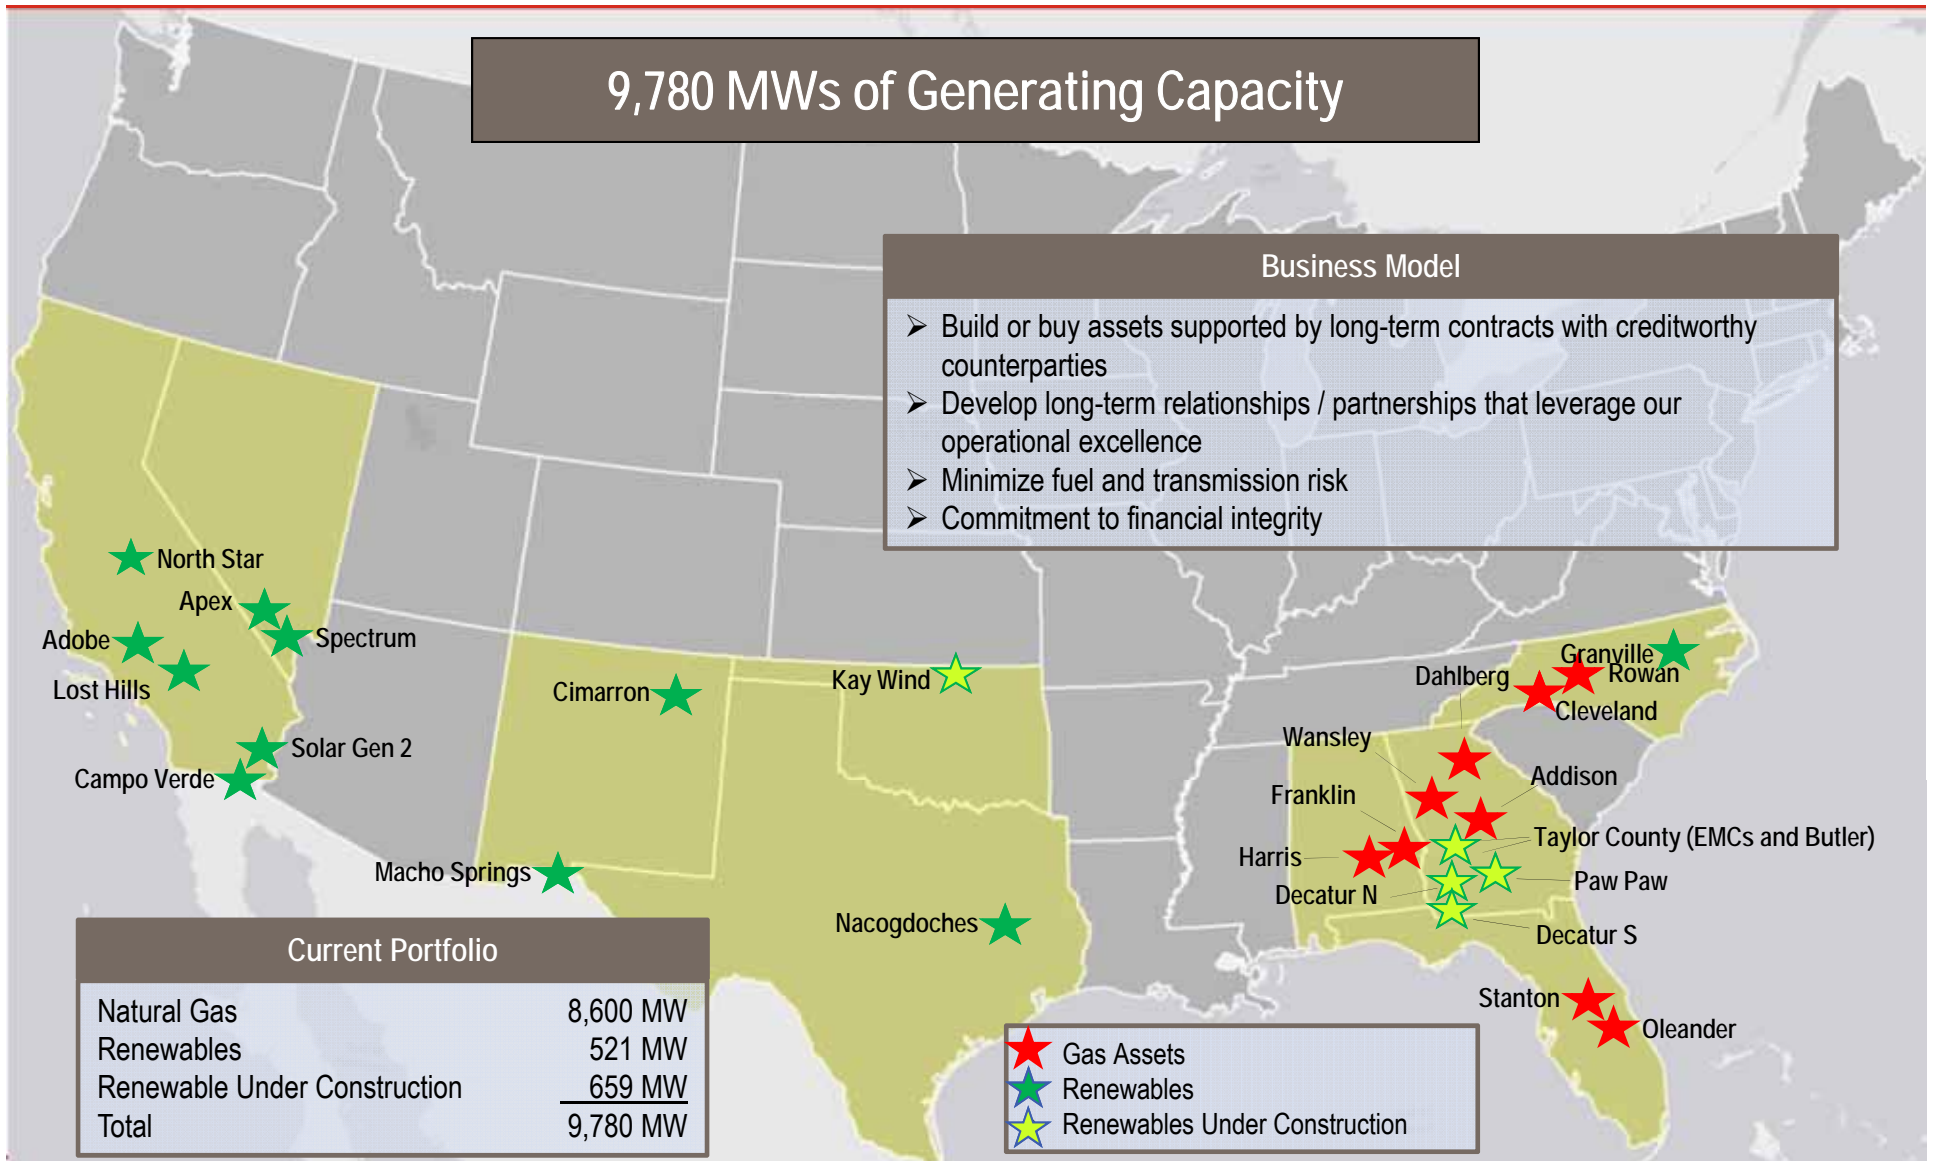 9,780 MWs of Generating Capacity
Business Model
➢ Build or buy assets supported by long-term contracts with creditworthy
counterparties
➢ Develop long-term relationships / partnerships that leverage our
operational excellence
➢ Minimize fuel and transmission risk
➢ Commitment to financial integrity
North Star
Apex
Adobe
Spectrum
Lost Hills
Solar Gen 2
Campo Verde
Cimarron
Kay Wind
Macho Springs
Nacogdoches
Granville
Dahlberg
Rowan
Cleveland
Wansley
Addison
Franklin
Taylor County (EMCs and Butler)
Harris
Paw Paw
Decatur N
Decatur S
Stanton
Oleander
Current Portfolio
Natural Gas 8,600 MW
Renewables 521 MW
Renewable Under Construction 659 MW
Total 9,780 MW
Gas Assets
Renewables
Renewables Under Construction